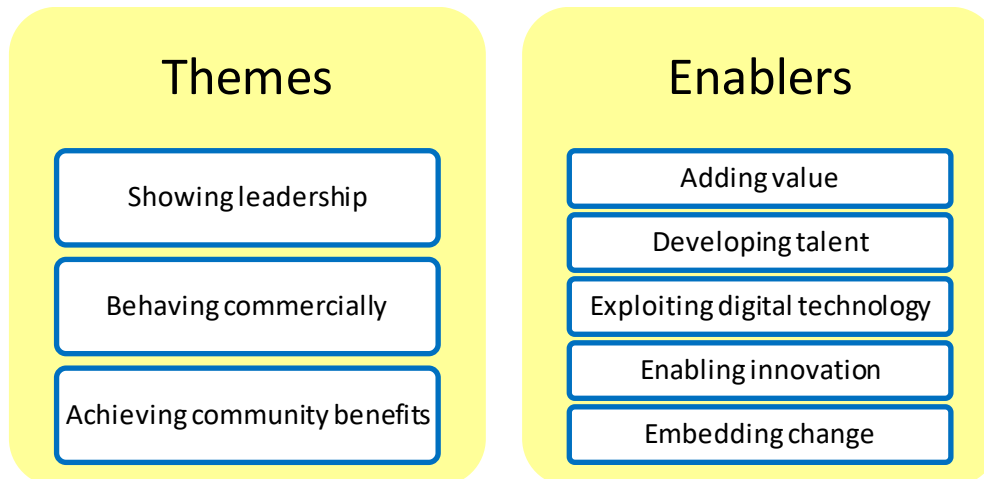 Themes
Showing leadership
Behaving commercially
Achieving community benefits
Enablers
Adding value
Developing talent
Exploiting digital technology
Enabling innovation
Embedding change